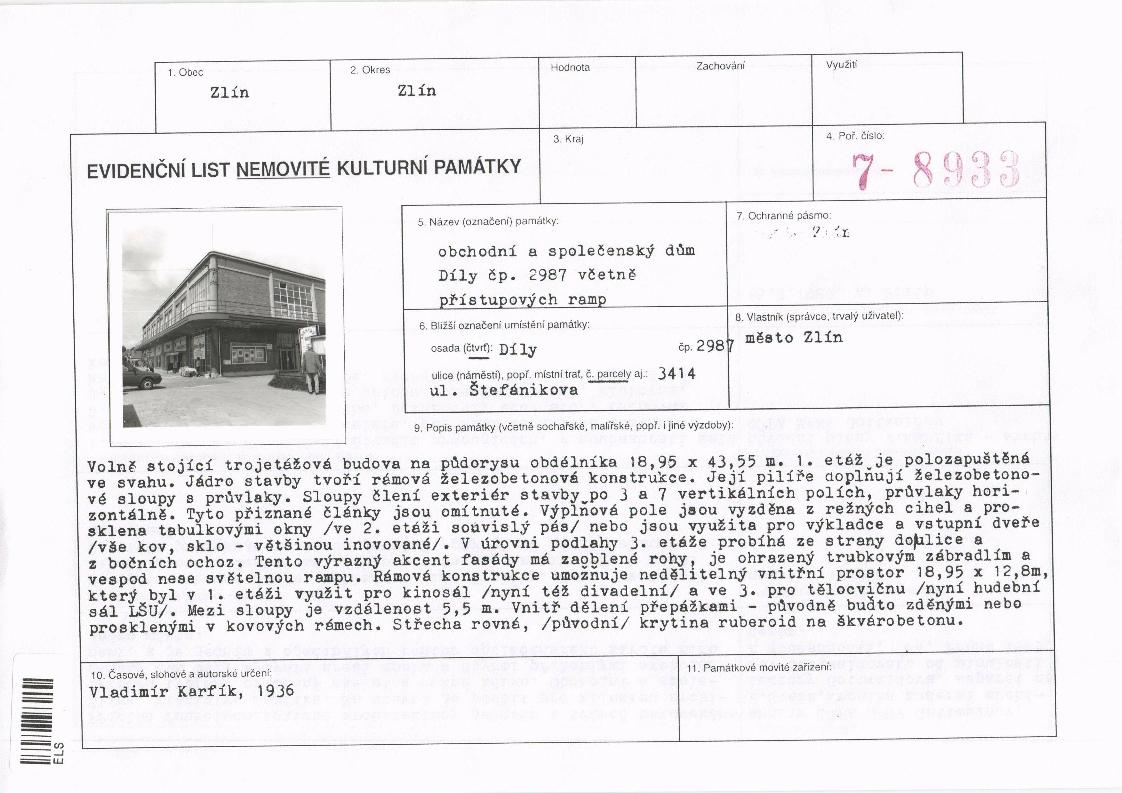 1. Obec
Zlín
2. Okres
Zlín
Hodnota
Zachování
Využití
EVIDENČNÍ LIST NEMOVITÉ KULTURNÍ PAMÁTKY
3. Kraj
4. Poř. číslo:
7- 8933
5. Název (označení) památky:
obchodní a společenský dům
Díly čp. 2987 včetně
přístupových ramp
7. Ochranné pásmo:
6. Bližší označení umístění památky:
osada (čtvrť): Díly čp. 2987
ulice (náměstí), popř. místní trať, č. parcely aj.: 3414
ul. Štefánikova
8. Vlastník (správce, trvalý uživatel):
město Zlín
9. Popis památky (včetně sochařské, malířské, popř. i jiné výzdoby):
Volně stojící trojetážová budova na půdorysu obdélníka 18,95 x 43,55 m. 1. etáž je polozapuštěná
ve svahu. Jádro stavby tvoří rámová železobetonová konstrukce. Její pilíře doplňují železobetono-
vé sloupy s průvlaky. Sloupy člení exteriér stavby po 3 a 7 vertikálních polích, průvlaky hori-
zontálně. Tyto přiznané články jsou omítnuté. Výplňová pole jsou vyzděna z režných cihel a pro-
sklena tabulkovými okny /ve 2. etáži souvislý pás/ nebo jsou využita pro výkladce a vstupní dveře
/vše kov, sklo - většinou inovované/. V úrovni podlahy 3. etáže probíhá ze strany do ulice a
z bočních ochoz. Tento výrazný akcent fasády má zaoblené rohy, je ohrazený trubkovým zábradlím a
vespod nese světelnou rampu. Rámová konstrukce umožnuje nedělitelný vnitřní prostor 18,95 x 12,8m,
který byl v 1. etáži využit pro kinosál /nyní též divadelní/ a ve 3. pro tělocvičnu /nyní hudební
sál LŠU/. Mezi sloupy je vzdálenost 5,5 m. Vnitř dělení přepážkami - původně buďto zděnými nebo
prosklenými v kovových rámech. Střecha rovné, /původní/ krytina ruberoid na škvárobetonu.
10. Časové, slohové a autorské určení:
Vladimír Karfík, 1936
11. Památkové movité zařízení:
ELS